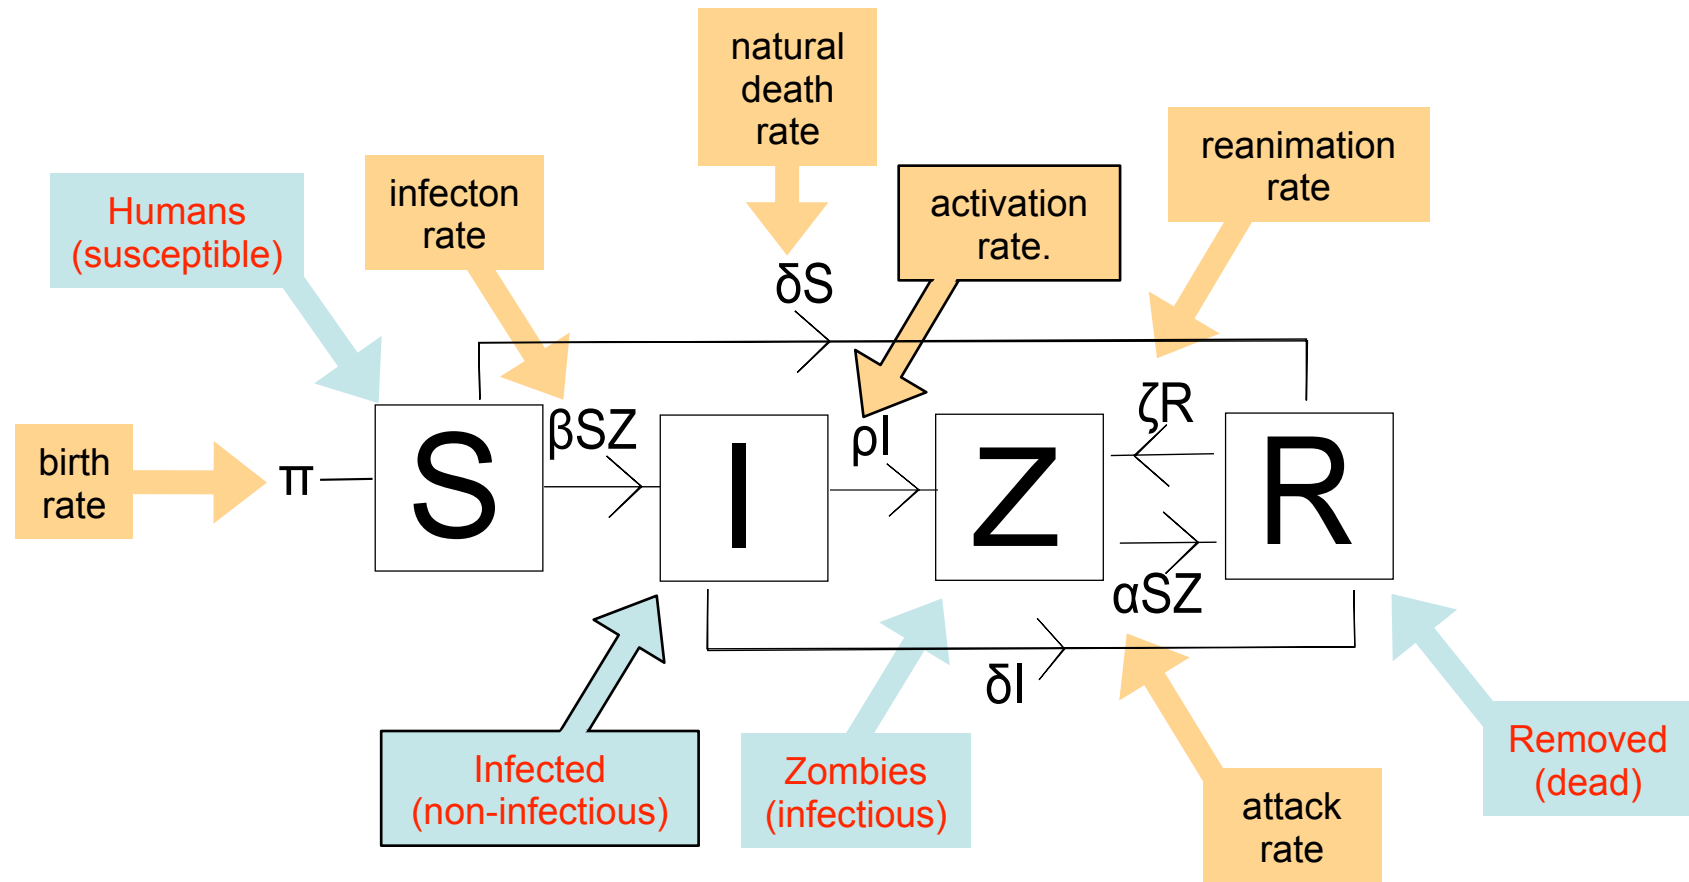 natural
death
rate
reanimation
rate
activation
rate.
infecton
rate
Humans
(susceptible)
δS
βSZ
ρI
ζR
birth
rate
π
S
I
Z
R
αSZ
δI
Infected
(non-infectious)
Zombies
(infectious)
attack
rate
Removed
(dead)